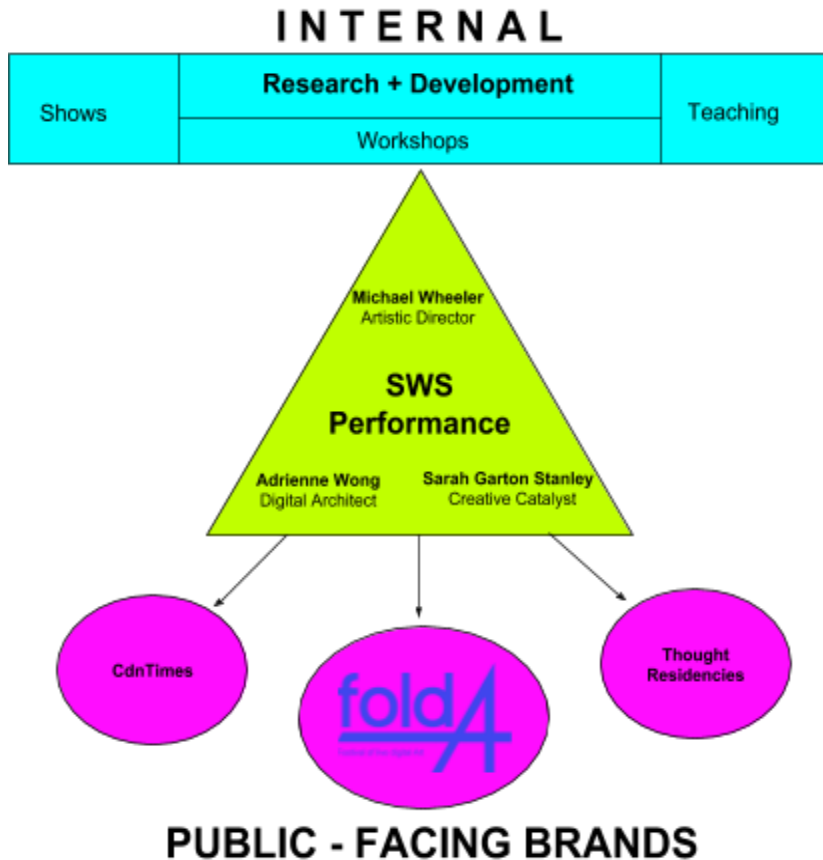 INTERNAL
Shows
Research + Development
Workshops
Teaching
Michael Wheeler
Artistic Director
SWS
Performance
Adrienne Wong
Digital Architect
Sarah Garton Stanley
Creative Catalyst
CdnTimes
foldA
Thought
Residencies
PUBLIC - FACING BRANDS